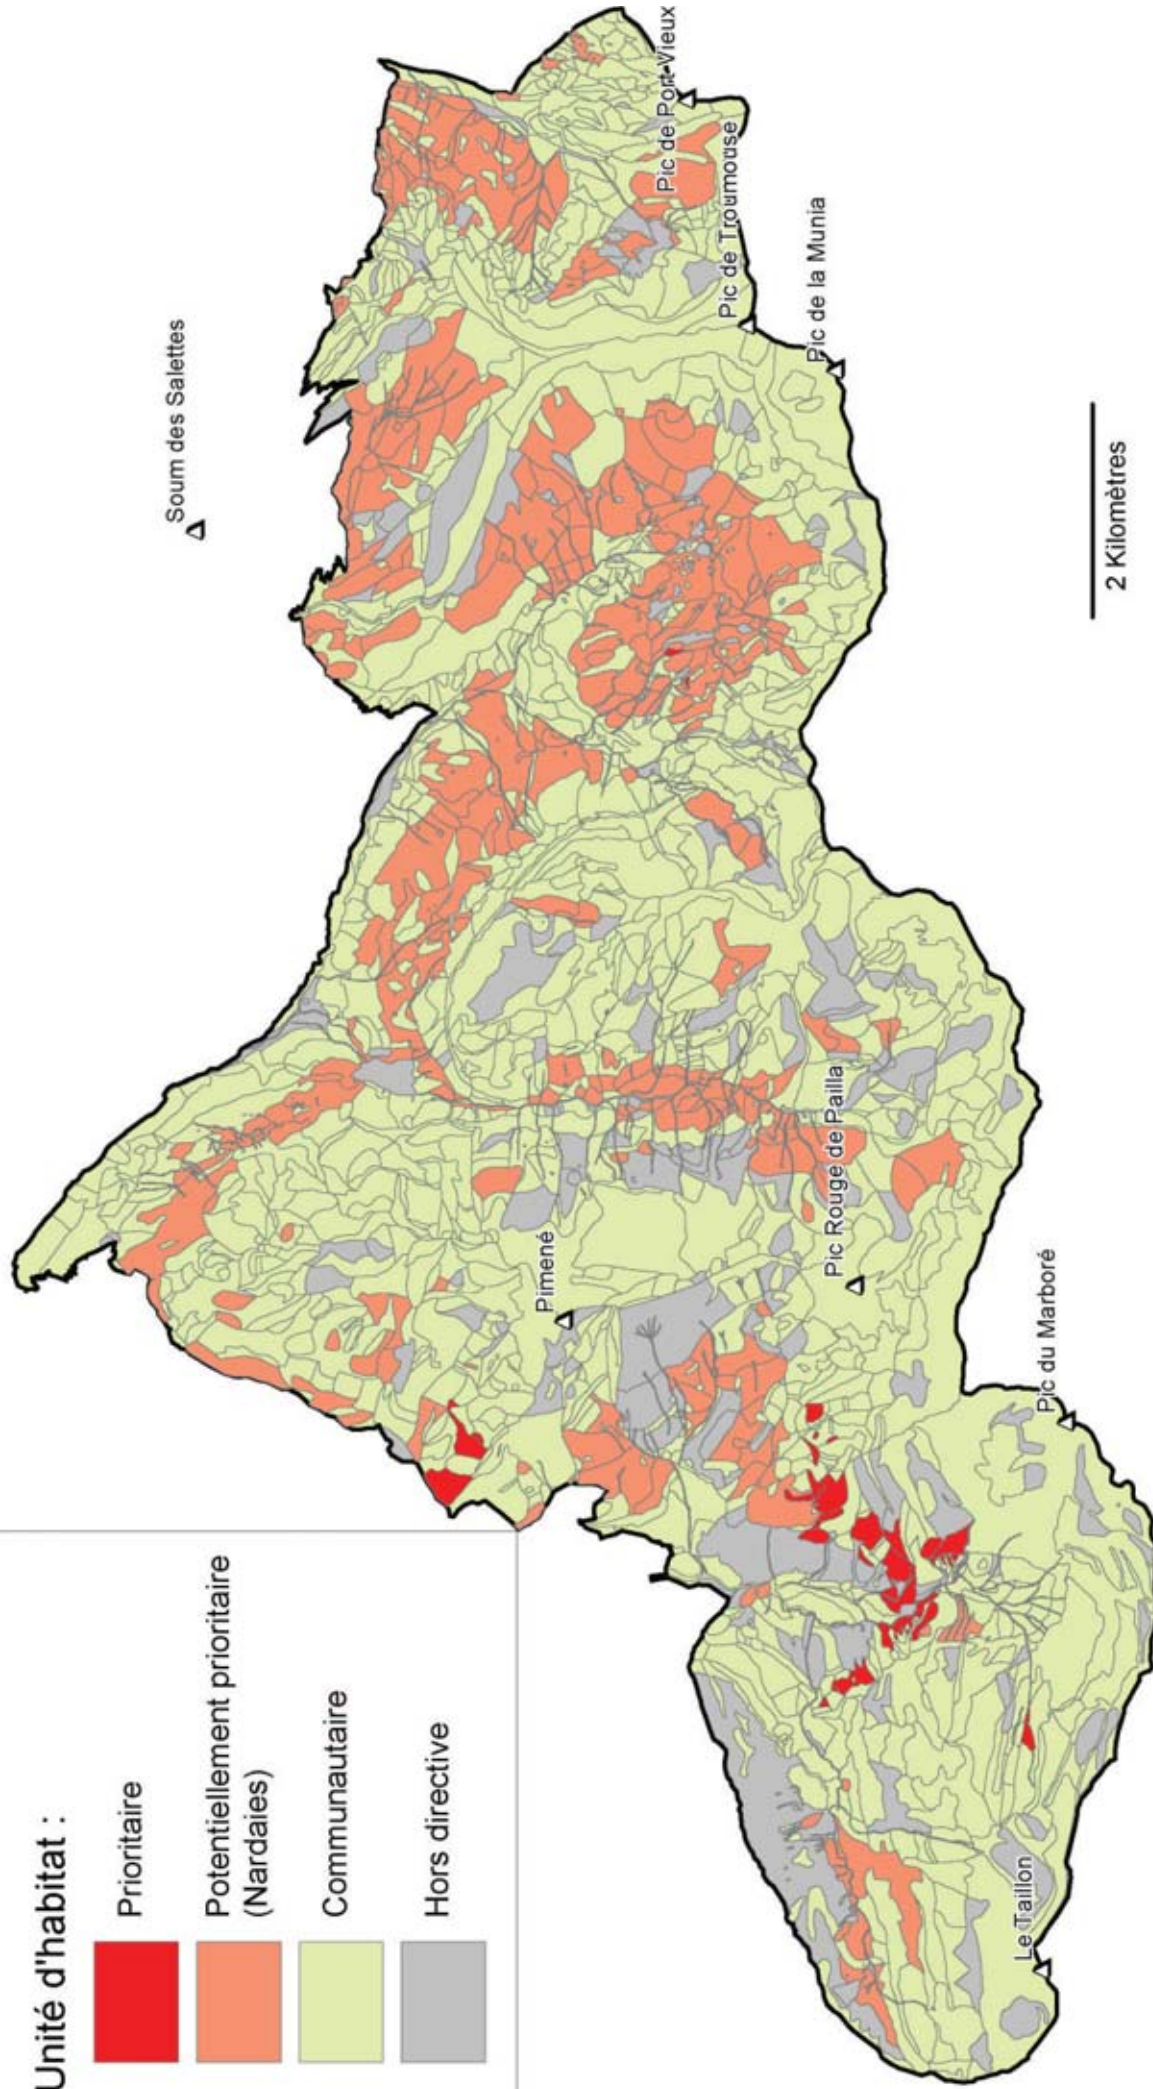 Unité d'habitat :
Prioritaire
Potentiellement prioritaire
(Nardaies)
Communautaire
Hors directive
Soum des Salettes
Pic de Port-Vieux
Pic de Troumouse
Pic de la Munia
Pimené
Pic Rouge de Pailla
Pic du Marboré
Le Taillon
2 Kilomètres